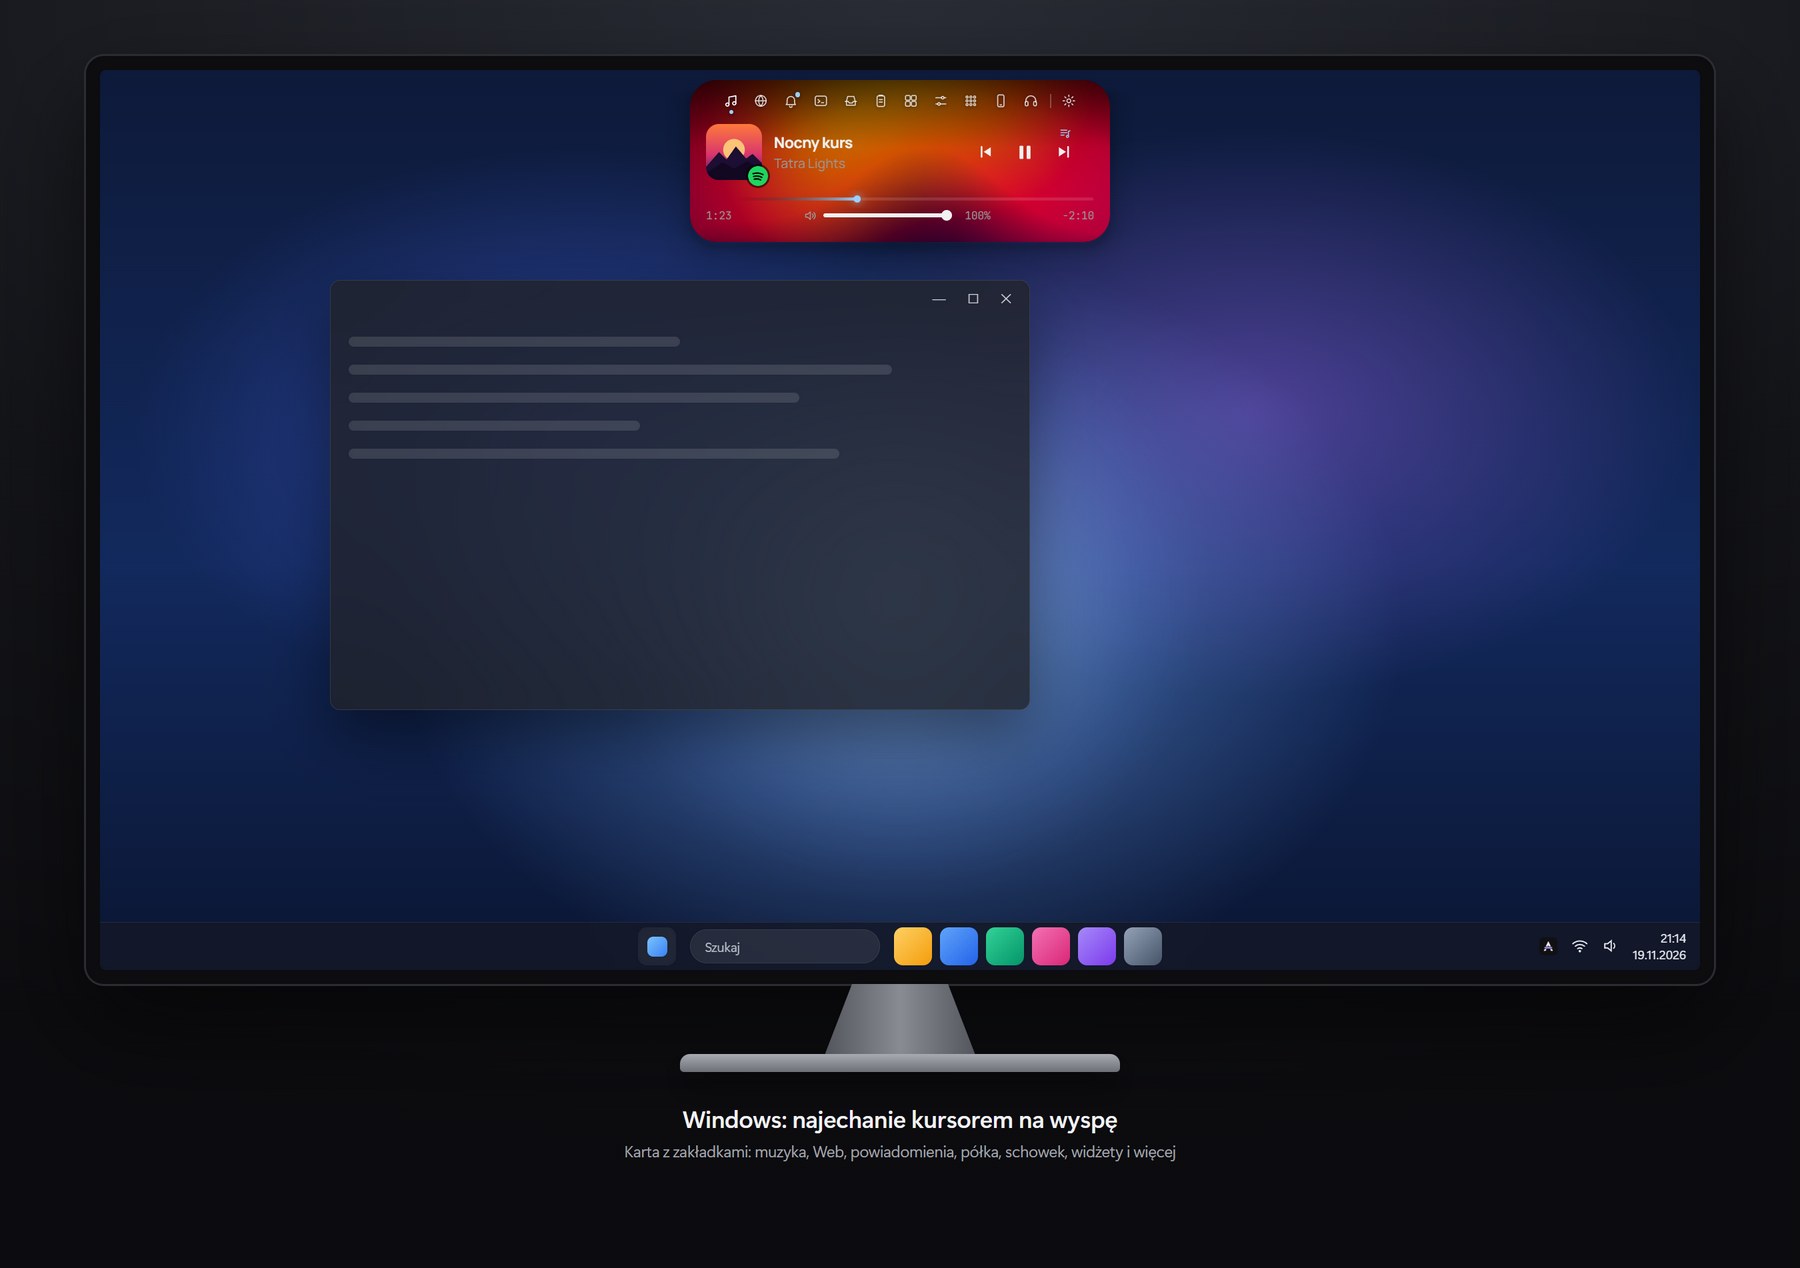 Nocny kurs
Tatra Lights
1:23
100%
-2:10
Szukaj
21:14
19.11.2026
Windows: najechanie kursorem na wyspę
Karta z zakładkami: muzyka, Web, powiadomienia, półka, schowek, widżety i więcej